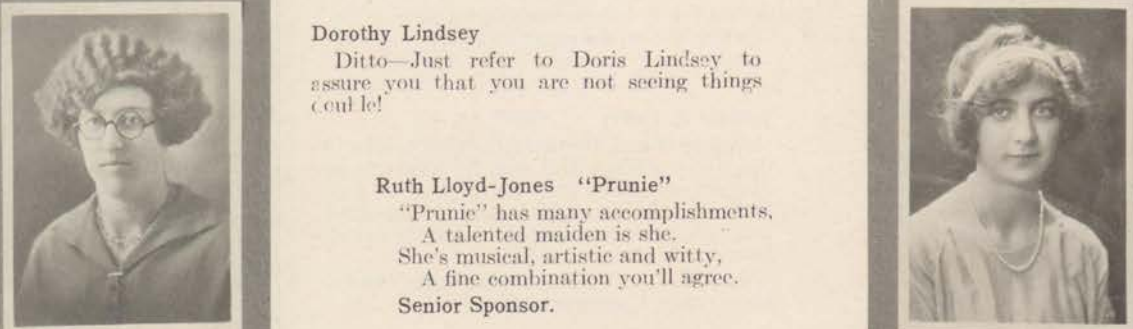 Dorothy Lindsey
Ditto—Just refer to Doris Lindsey to
assure you that you are not seeing things
double!
Ruth Lloyd-Jones "Prunie"
"Prunie" has many accomplishments,
A talented maiden is she.
She's musical, artistic and witty,
A fine combination you'll agree.
Senior Sponsor.